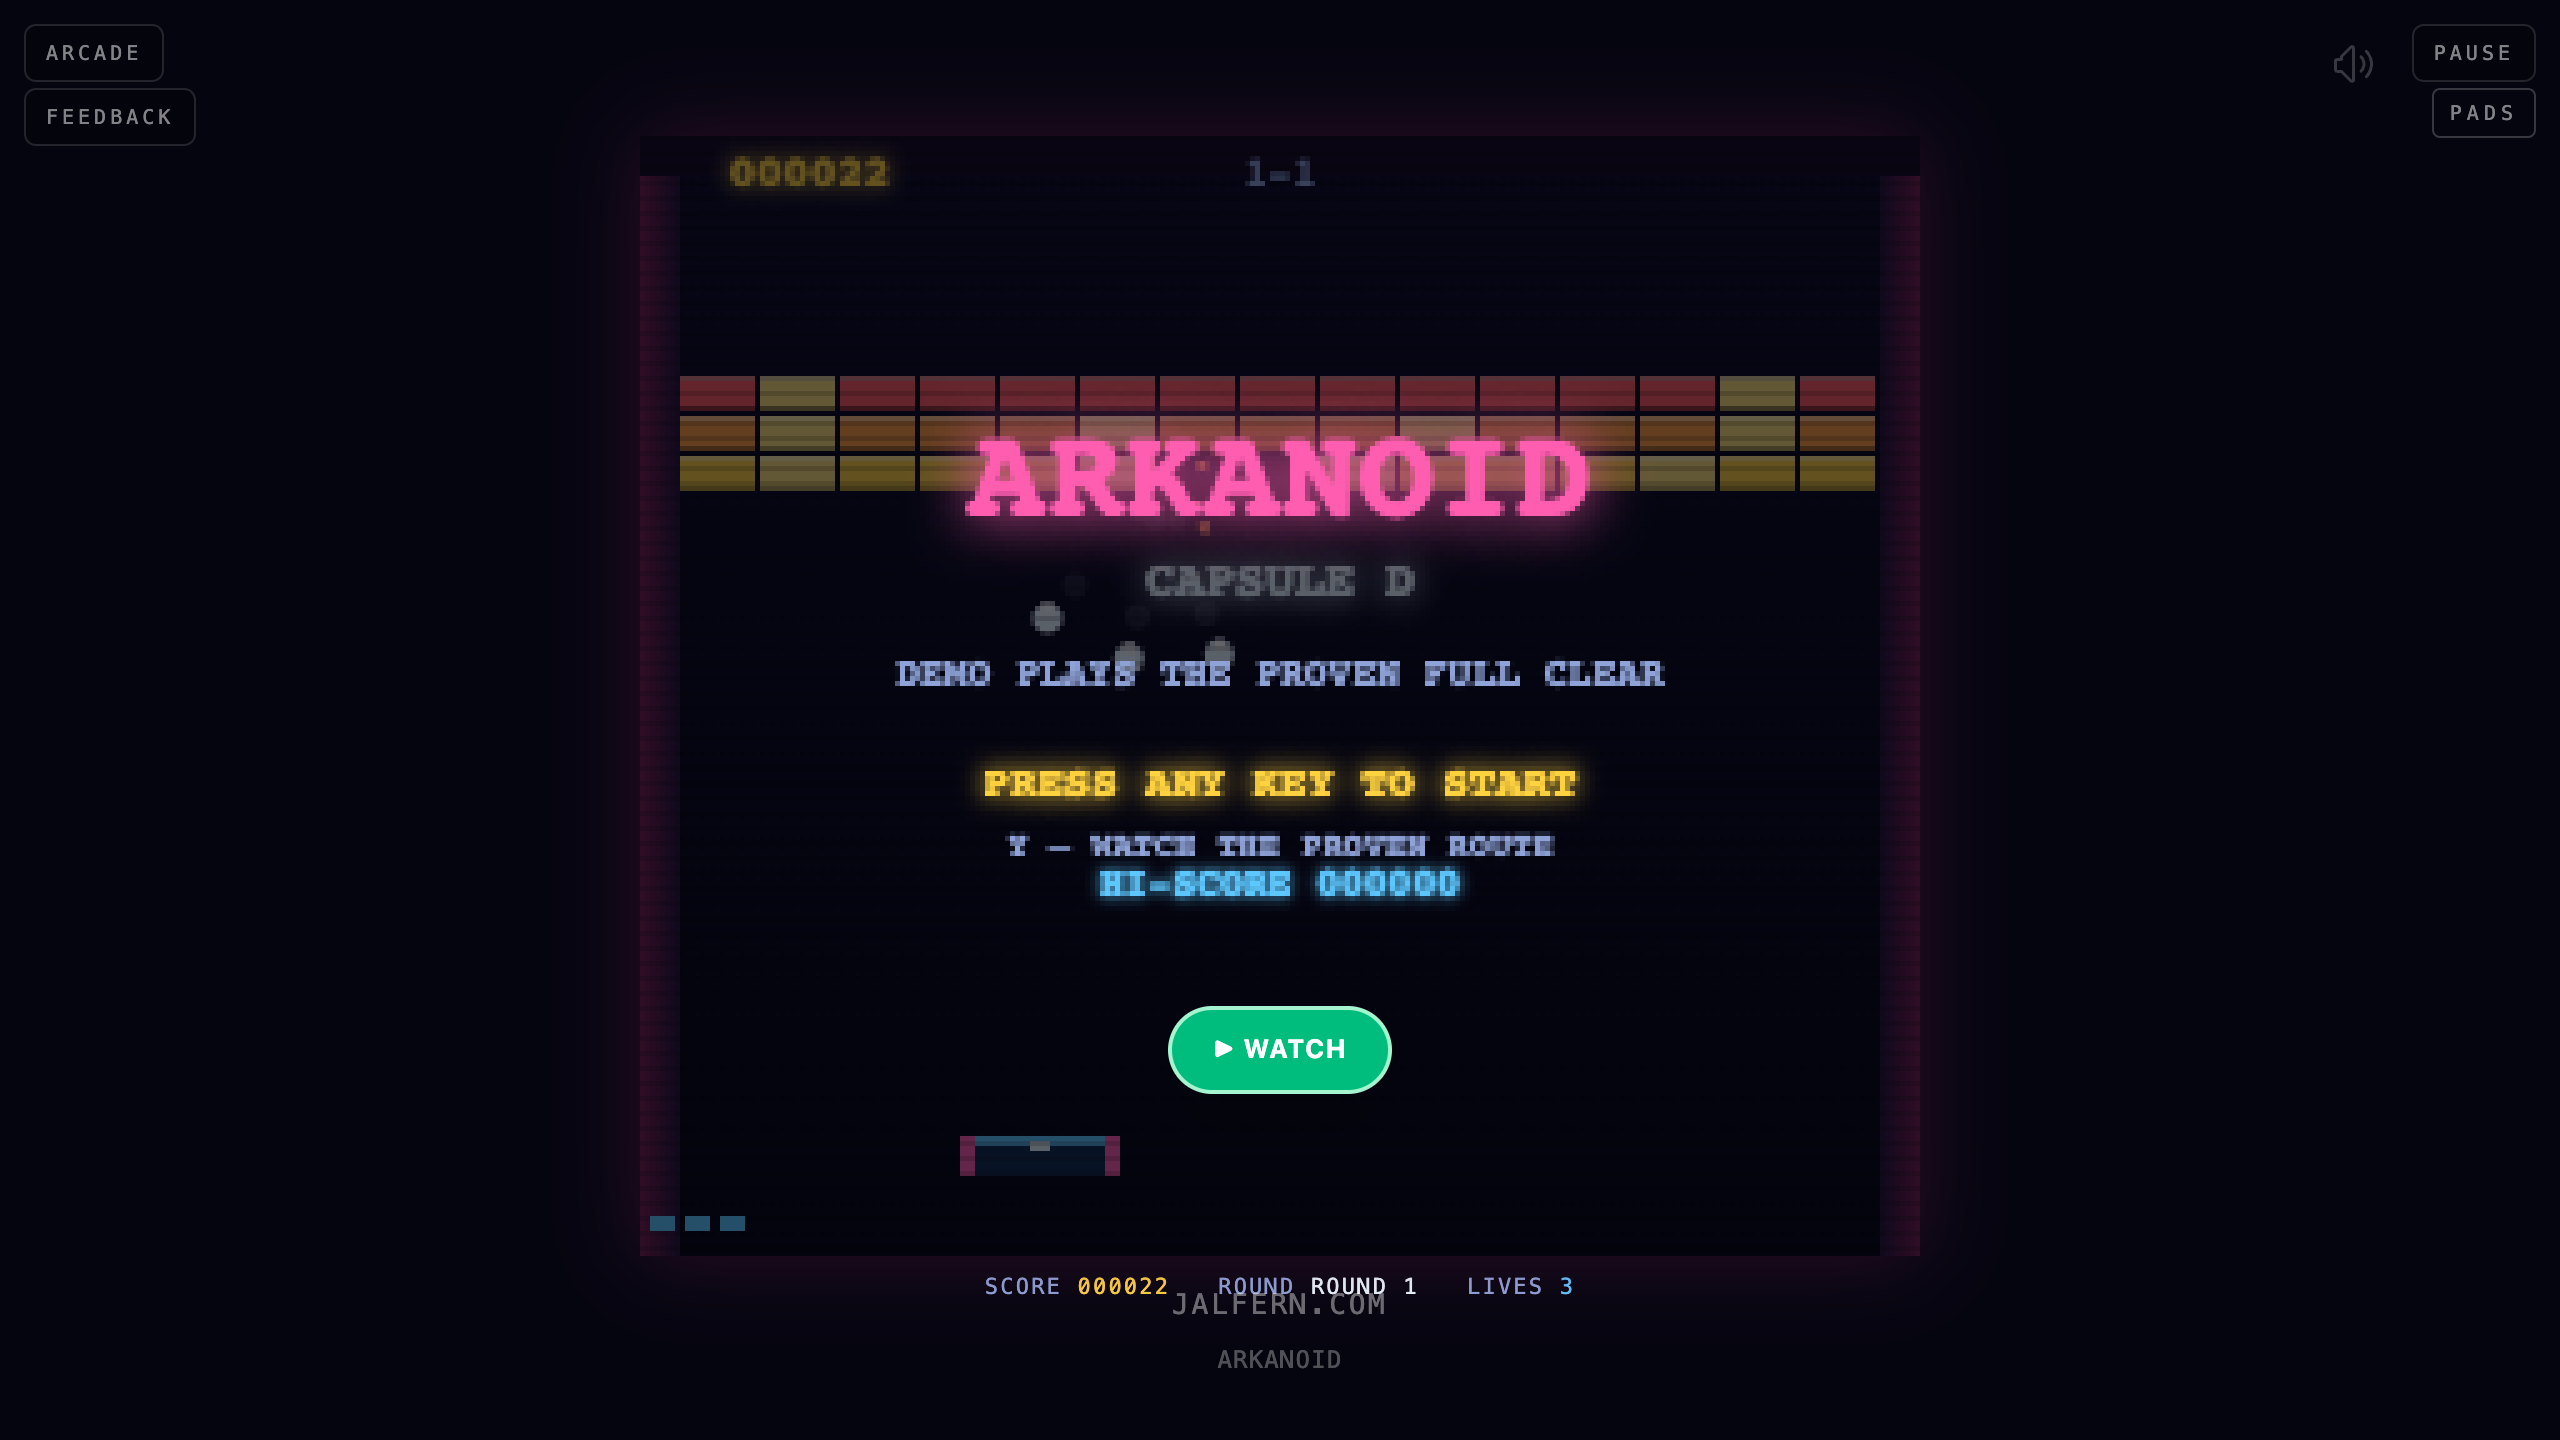 ARCADE
PAUSE
FEEDBACK
PADS
000022
1-1
ARKANOID
CAPSULE D
DEMO PLAYS THE PROVEN FULL CLEAR
PRESS ANY KEY TO START
Y — WATCH THE PROVEN ROUTE
HI-SCORE 000000
▶ WATCH
SCORE 000022 ROUND ROUND 1 LIVES 3
JALFERN.COM
ARKANOID